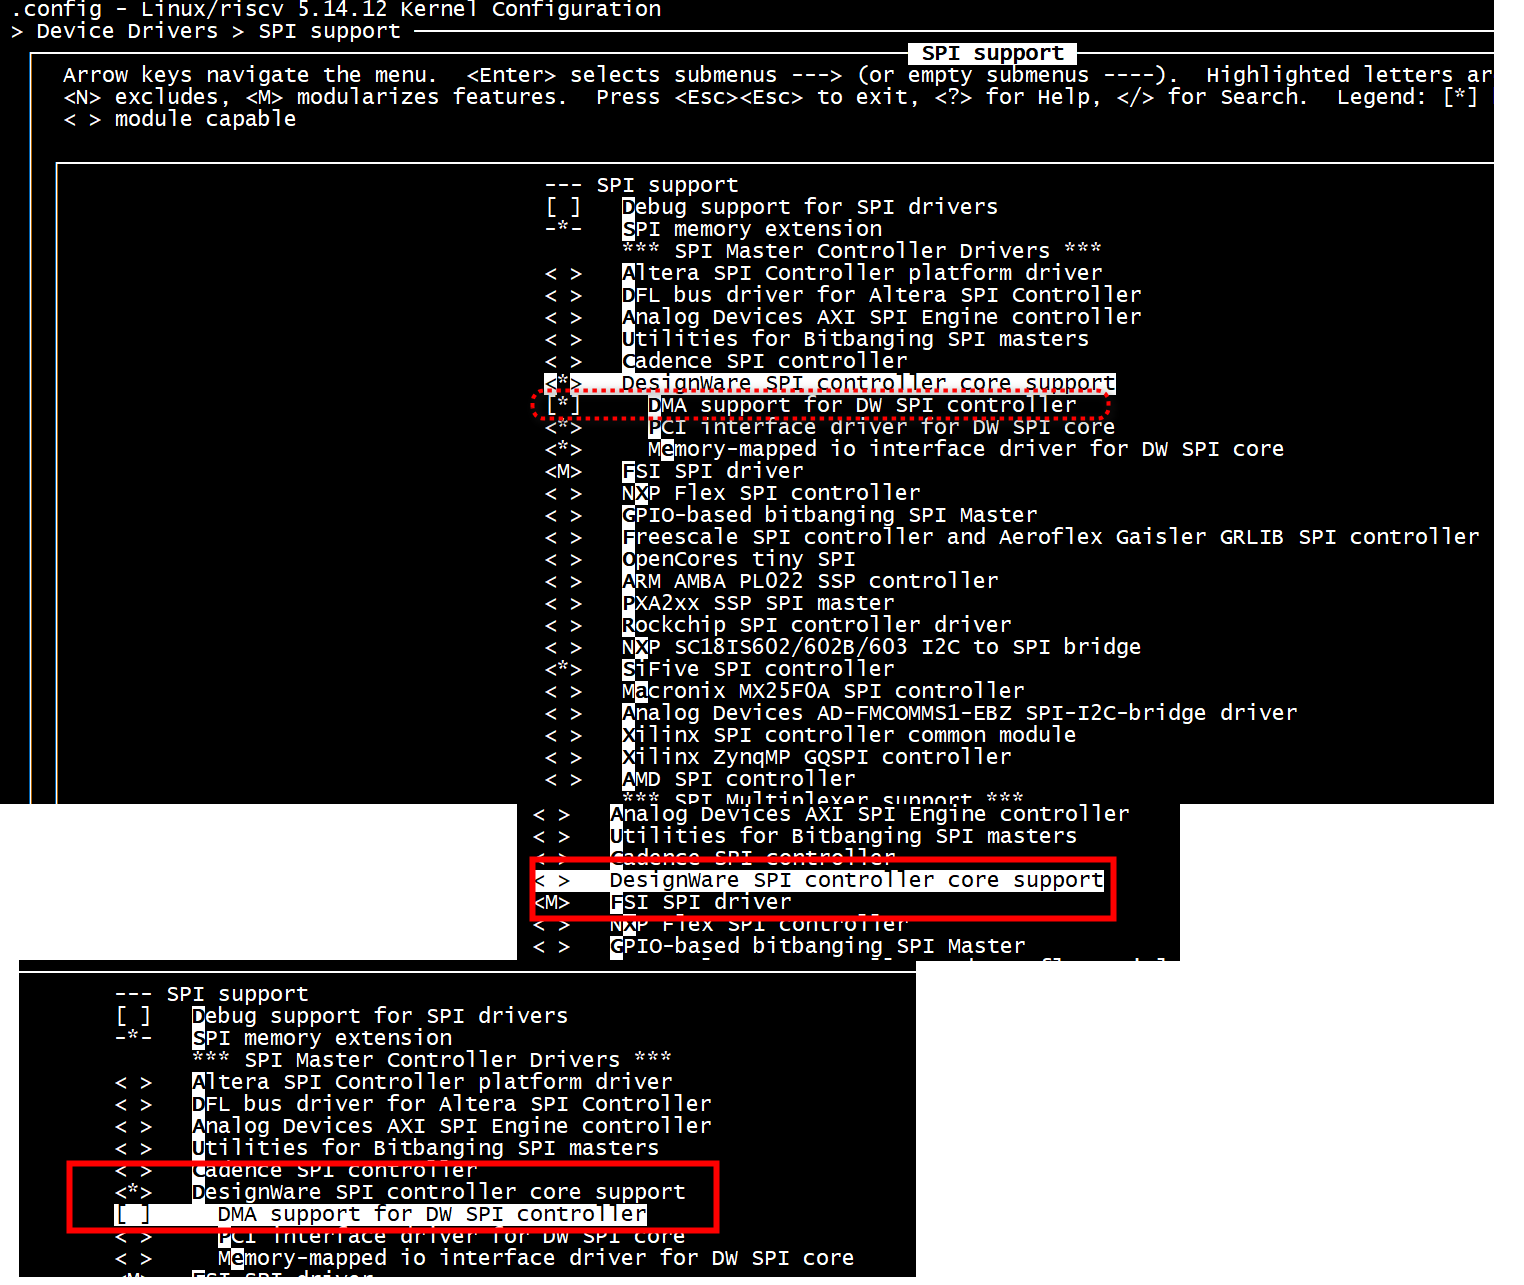 .config - Linux/riscv 5.14.12 Kernel Configuration
> Device Drivers > SPI support
SPI support
Arrow keys navigate the menu.  <Enter> selects submenus ---> (or empty submenus ----).  Highlighted letters ar
<N> excludes, <M> modularizes features.  Press <Esc><Esc> to exit, <?> for Help, </> for Search.  Legend: [*]
< > module capable
--- SPI support
[ ]   Debug support for SPI drivers
-*-   SPI memory extension
*** SPI Master Controller Drivers ***
< >   Altera SPI Controller platform driver
< >   DFL bus driver for Altera SPI Controller
< >   Analog Devices AXI SPI Engine controller
< >   Utilities for Bitbanging SPI masters
< >   Cadence SPI controller
<*>   DesignWare SPI controller core support
[*]     DMA support for DW SPI controller
<*>     PCI interface driver for DW SPI core
<*>     Memory-mapped io interface driver for DW SPI core
<M>   FSI SPI driver
< >   NXP Flex SPI controller
< >   GPIO-based bitbanging SPI Master
< >   Freescale SPI controller and Aeroflex Gaisler GRLIB SPI controller
< >   OpenCores tiny SPI
< >   ARM AMBA PL022 SSP controller
< >   PXA2xx SSP SPI master
< >   Rockchip SPI controller driver
< >   NXP SC18IS602/602B/603 I2C to SPI bridge
<*>   SiFive SPI controller
< >   Macronix MX25F0A SPI controller
< >   Analog Devices AD-FMCOMMS1-EBZ SPI-I2C-bridge driver
< >   Xilinx SPI controller common module
< >   Xilinx ZynqMP GQSPI controller
< >   AMD SPI controller
*** SPI Multiplexer support ***
< >   Analog Devices AXI SPI Engine controller
< >   Utilities for Bitbanging SPI masters
< >   Cadence SPI controller
< >   DesignWare SPI controller core support
<M>   FSI SPI driver
< >   NXP Flex SPI controller
< >   GPIO-based bitbanging SPI Master
--- SPI support
[ ]   Debug support for SPI drivers
-*-   SPI memory extension
*** SPI Master Controller Drivers ***
< >   Altera SPI Controller platform driver
< >   DFL bus driver for Altera SPI Controller
< >   Analog Devices AXI SPI Engine controller
< >   Utilities for Bitbanging SPI masters
< >   Cadence SPI controller
<*>   DesignWare SPI controller core support
[ ]     DMA support for DW SPI controller
< >     PCI interface driver for DW SPI core
< >     Memory-mapped io interface driver for DW SPI core
<M>   FSI SPI driver